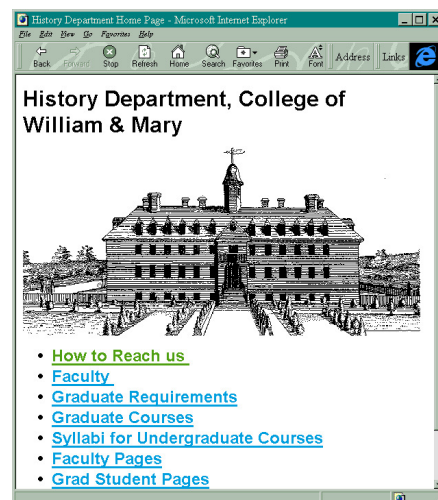 History Department Home Page - Microsoft Internet Explorer
File Edit View Go Favorites Help
Back Forward Stop Refresh Home Search Favorites Print Font Address Links
History Department, College of
William & Mary
How to Reach us
Faculty
Graduate Requirements
Graduate Courses
Syllabi for Undergraduate Courses
Faculty Pages
Grad Student Pages